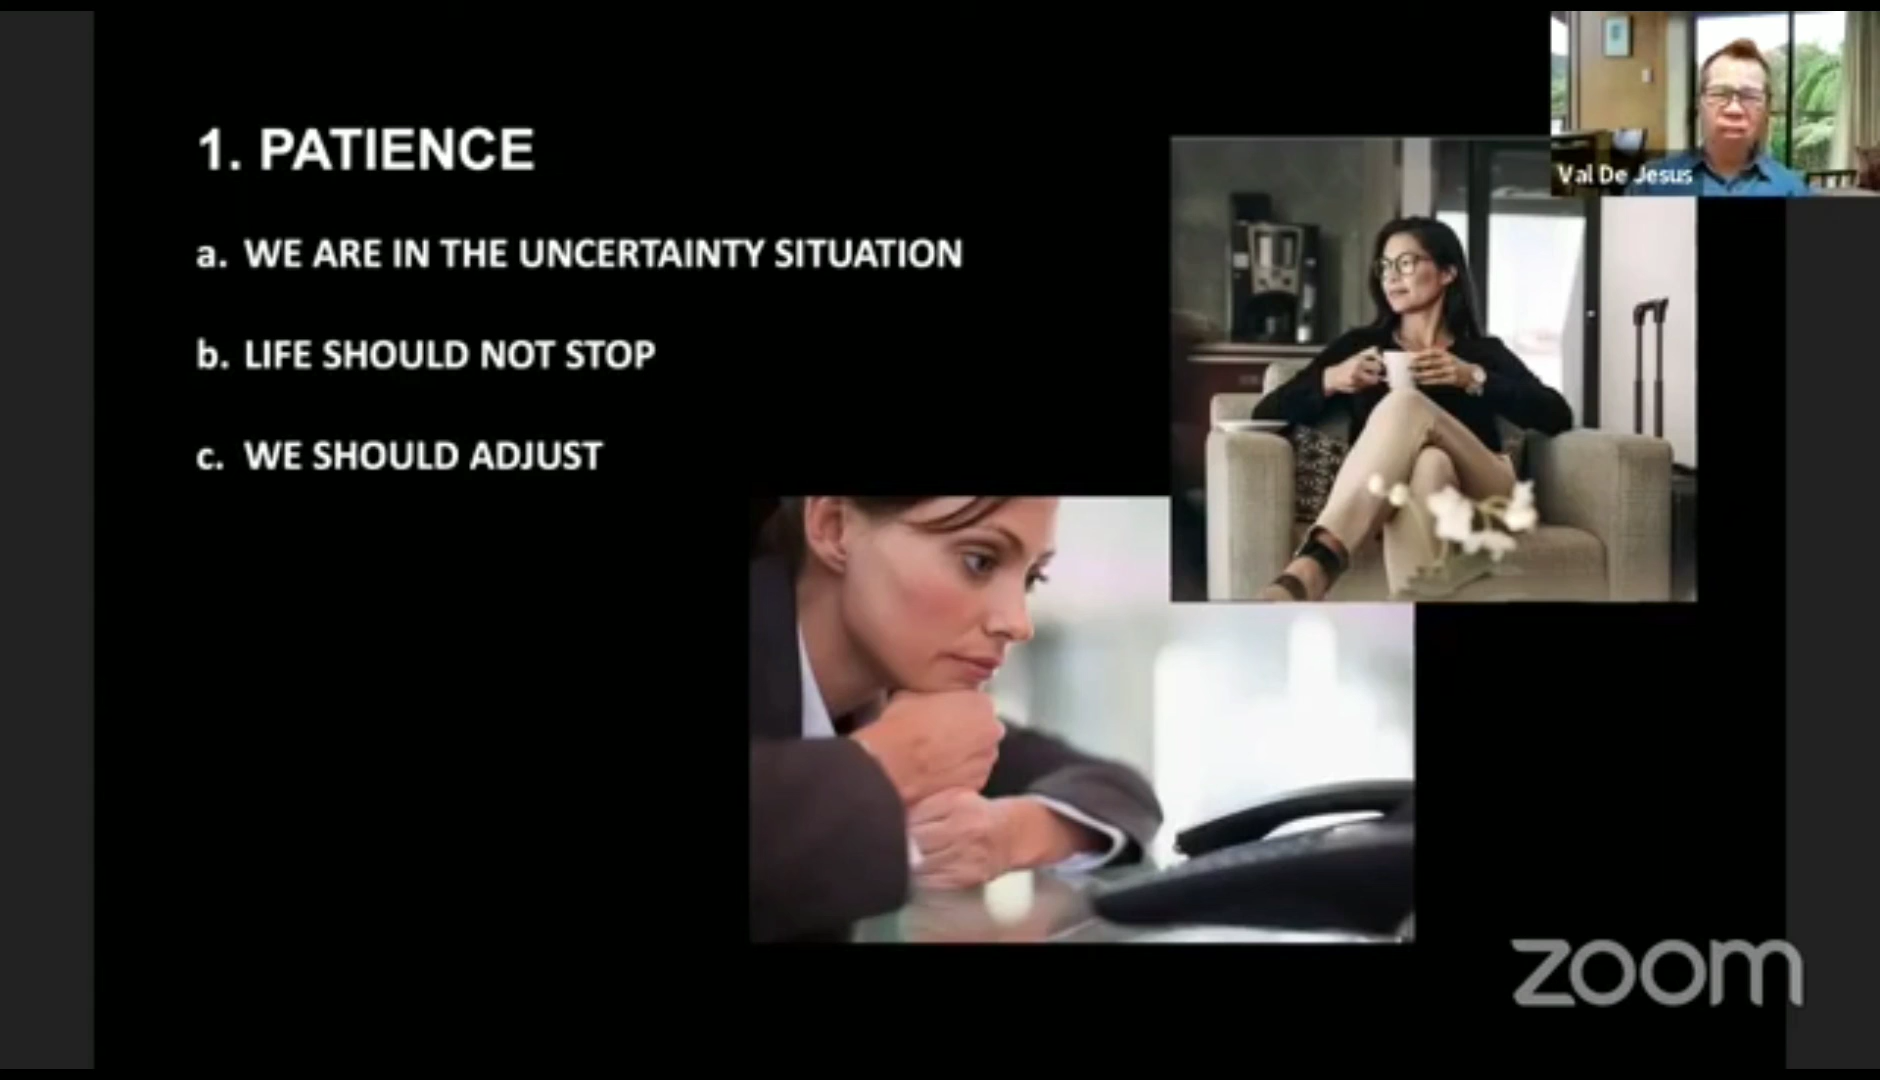 1. PATIENCE
a. WE ARE IN THE UNCERTAINTY SITUATION
b. LIFE SHOULD NOT STOP
c. WE SHOULD ADJUST
Val De Jesus
zoom